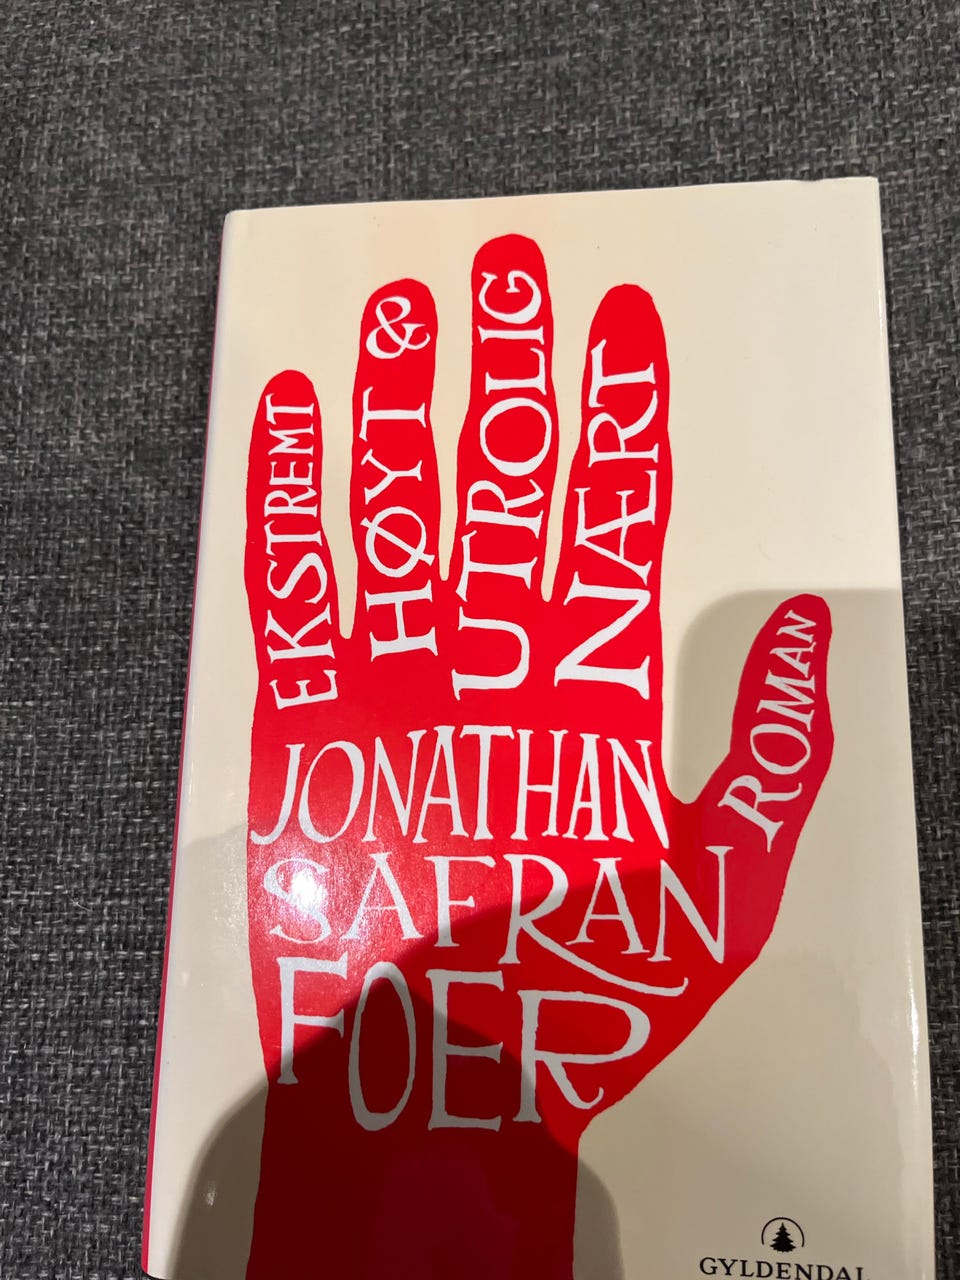 EKSTREMT
HØYT &
UTROLIG
NÆRT
ROMAN
JONATHAN
SAFRAN
FOER
GYLDENDAL